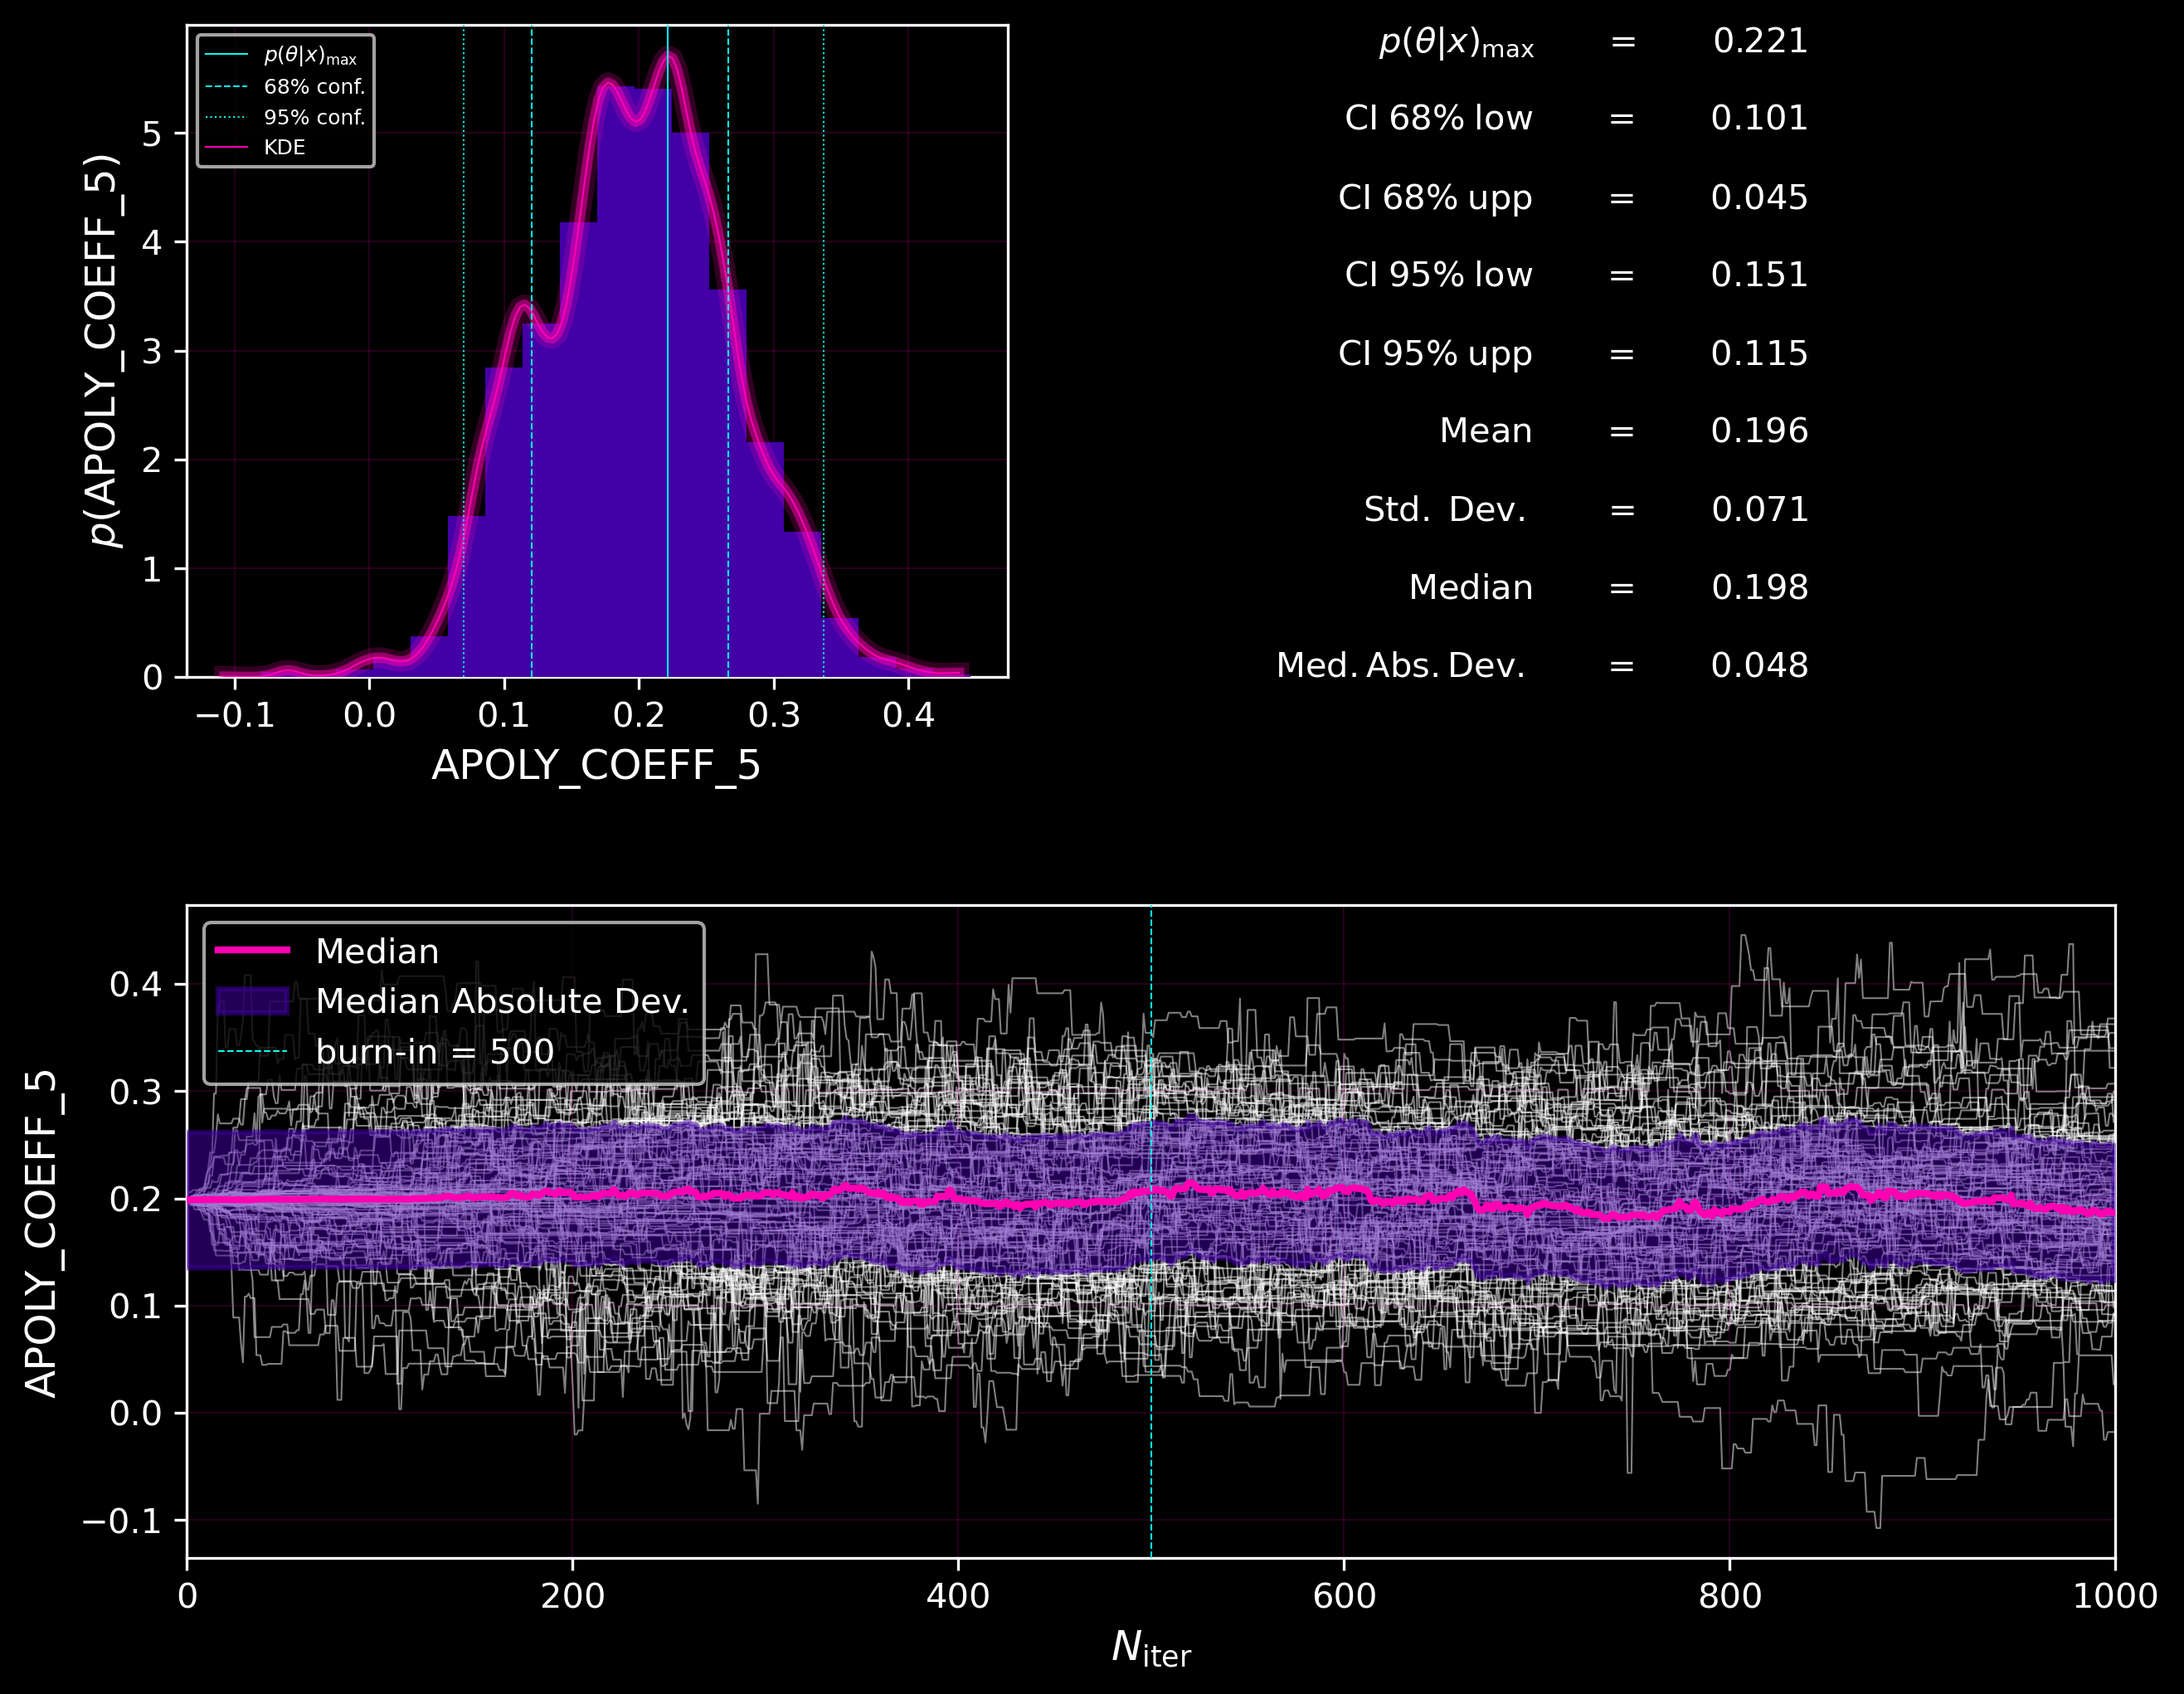 p(θ|x)max
68% conf.
95% conf.
KDE
p(APOLY_COEFF_5)
5
4
3
2
1
0
−0.1 0.0 0.1 0.2 0.3 0.4
APOLY_COEFF_5
p(θ|x)max = 0.221
CI 68% low = 0.101
CI 68% upp = 0.045
CI 95% low = 0.151
CI 95% upp = 0.115
Mean = 0.196
Std. Dev. = 0.071
Median = 0.198
Med. Abs. Dev. = 0.048
Median
Median Absolute Dev.
burn-in = 500
APOLY_COEFF_5
0.4
0.3
0.2
0.1
0.0
−0.1
0 200 400 600 800 1000
Niter